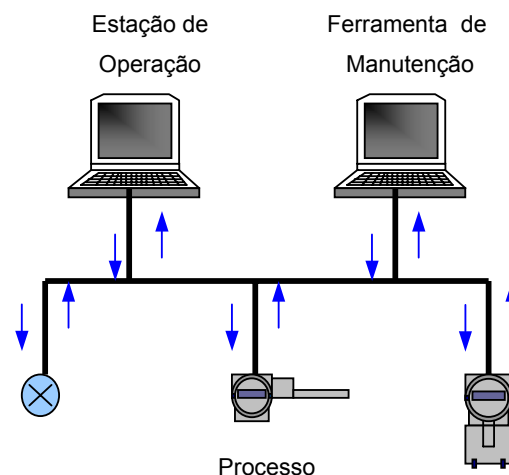 Estação de
Operação
Ferramenta de
Manutenção
Processo